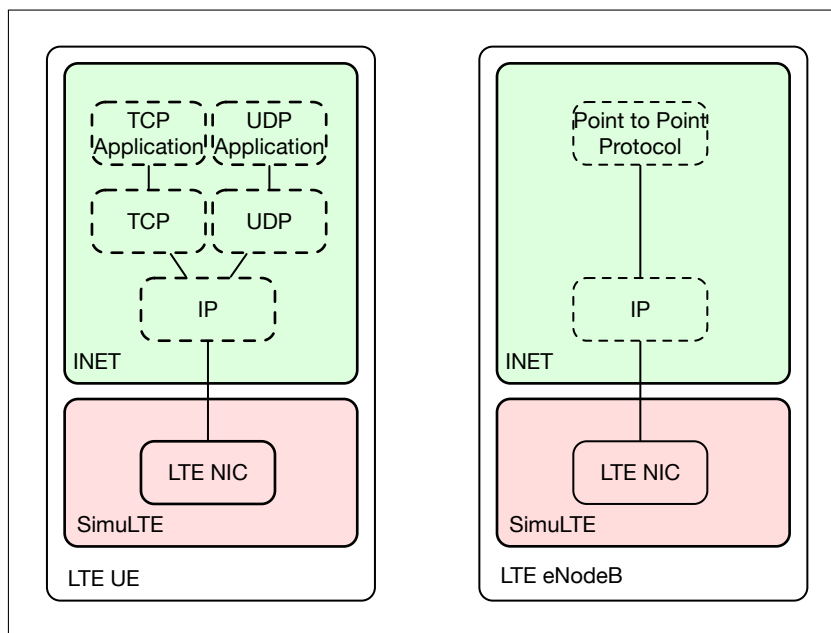 TCP
Application
UDP
Application
TCP
UDP
IP
INET
LTE NIC
SimuLTE
LTE UE
Point to Point
Protocol
IP
INET
LTE NIC
SimuLTE
LTE eNodeB